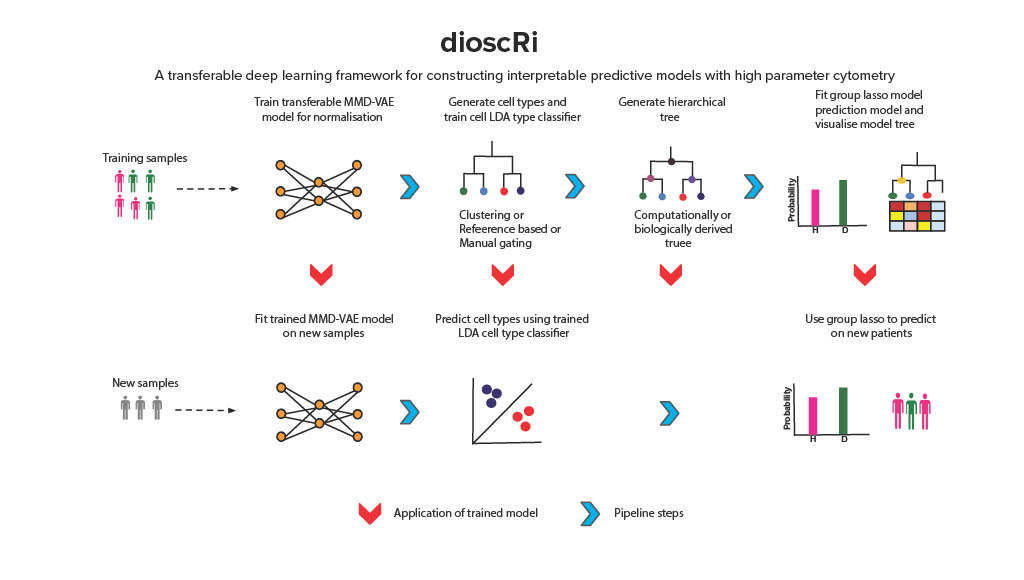 dioscRi
A transferable deep learning framework for constructing interpretable predictive models with high parameter cytometry
Train transferable MMD-VAE
model for normalisation
Generate cell types and
train cell LDA type classifier
Generate hierarchical
tree
Fit group lasso model
prediction model and
visualise model tree
Training samples
Clustering or
Refeerence based or
Manual gating
Computationally or
biologically derived
truee
Probability
H D
Fit trained MMD-VAE model
on new samples
Predict cell types using trained
LDA cell type classifier
Use group lasso to predict
on new patients
New samples
Probability
H D
Application of trained model
Pipeline steps